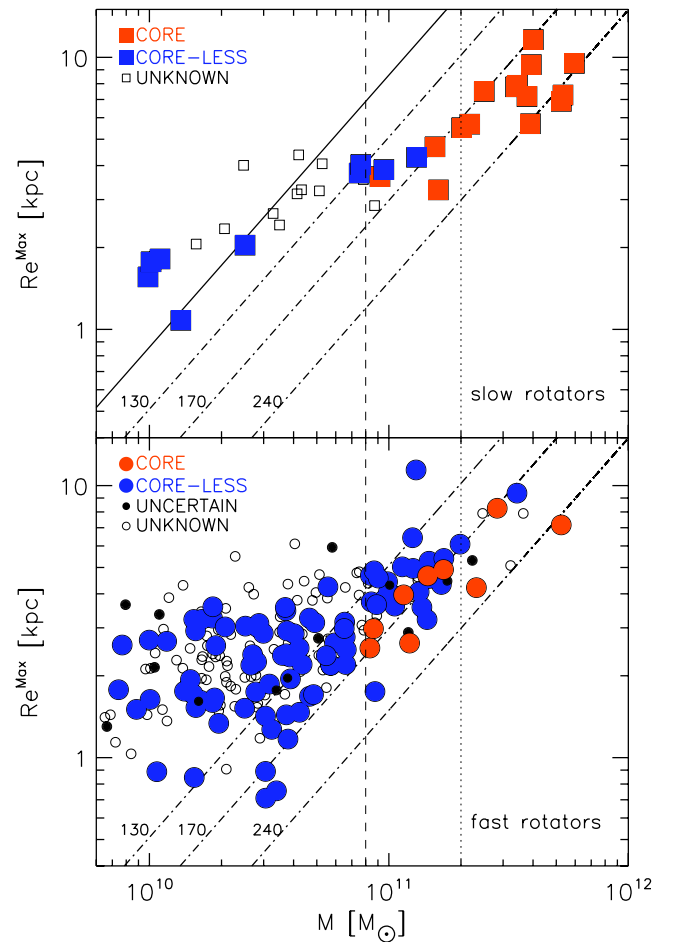 CORE
CORE-LESS
UNKNOWN
10
1
Re^Max [kpc]
130
170
240
slow rotators
CORE
CORE-LESS
UNCERTAIN
UNKNOWN
10
1
Re^Max [kpc]
130
170
240
fast rotators
10^10
10^11
10^12
M [M_⊙]